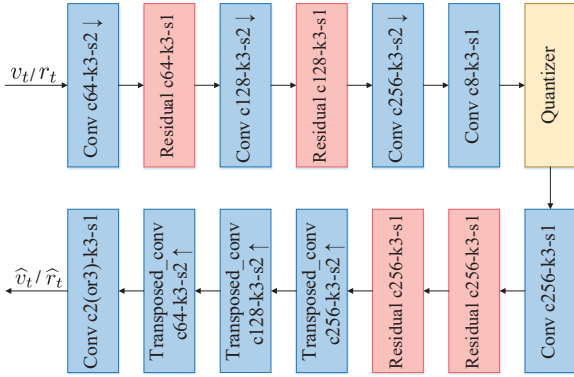 v_t/r_t
Conv c64-k3-s2↓
Residual c64-k3-s1
Conv c128-k3-s2↓
Residual c128-k3-s1
Conv c256-k3-s2↓
Conv c8-k3-s1
Quantizer
Conv c256-k3-s1
Residual c256-k3-s1
Residual c256-k3-s1
Transposed_conv
c256-k3-s2↑
Transposed_conv
c128-k3-s2↑
Transposed_conv
c64-k3-s2↑
Conv c2(or3)-k3-s1
v̂_t/r̂_t